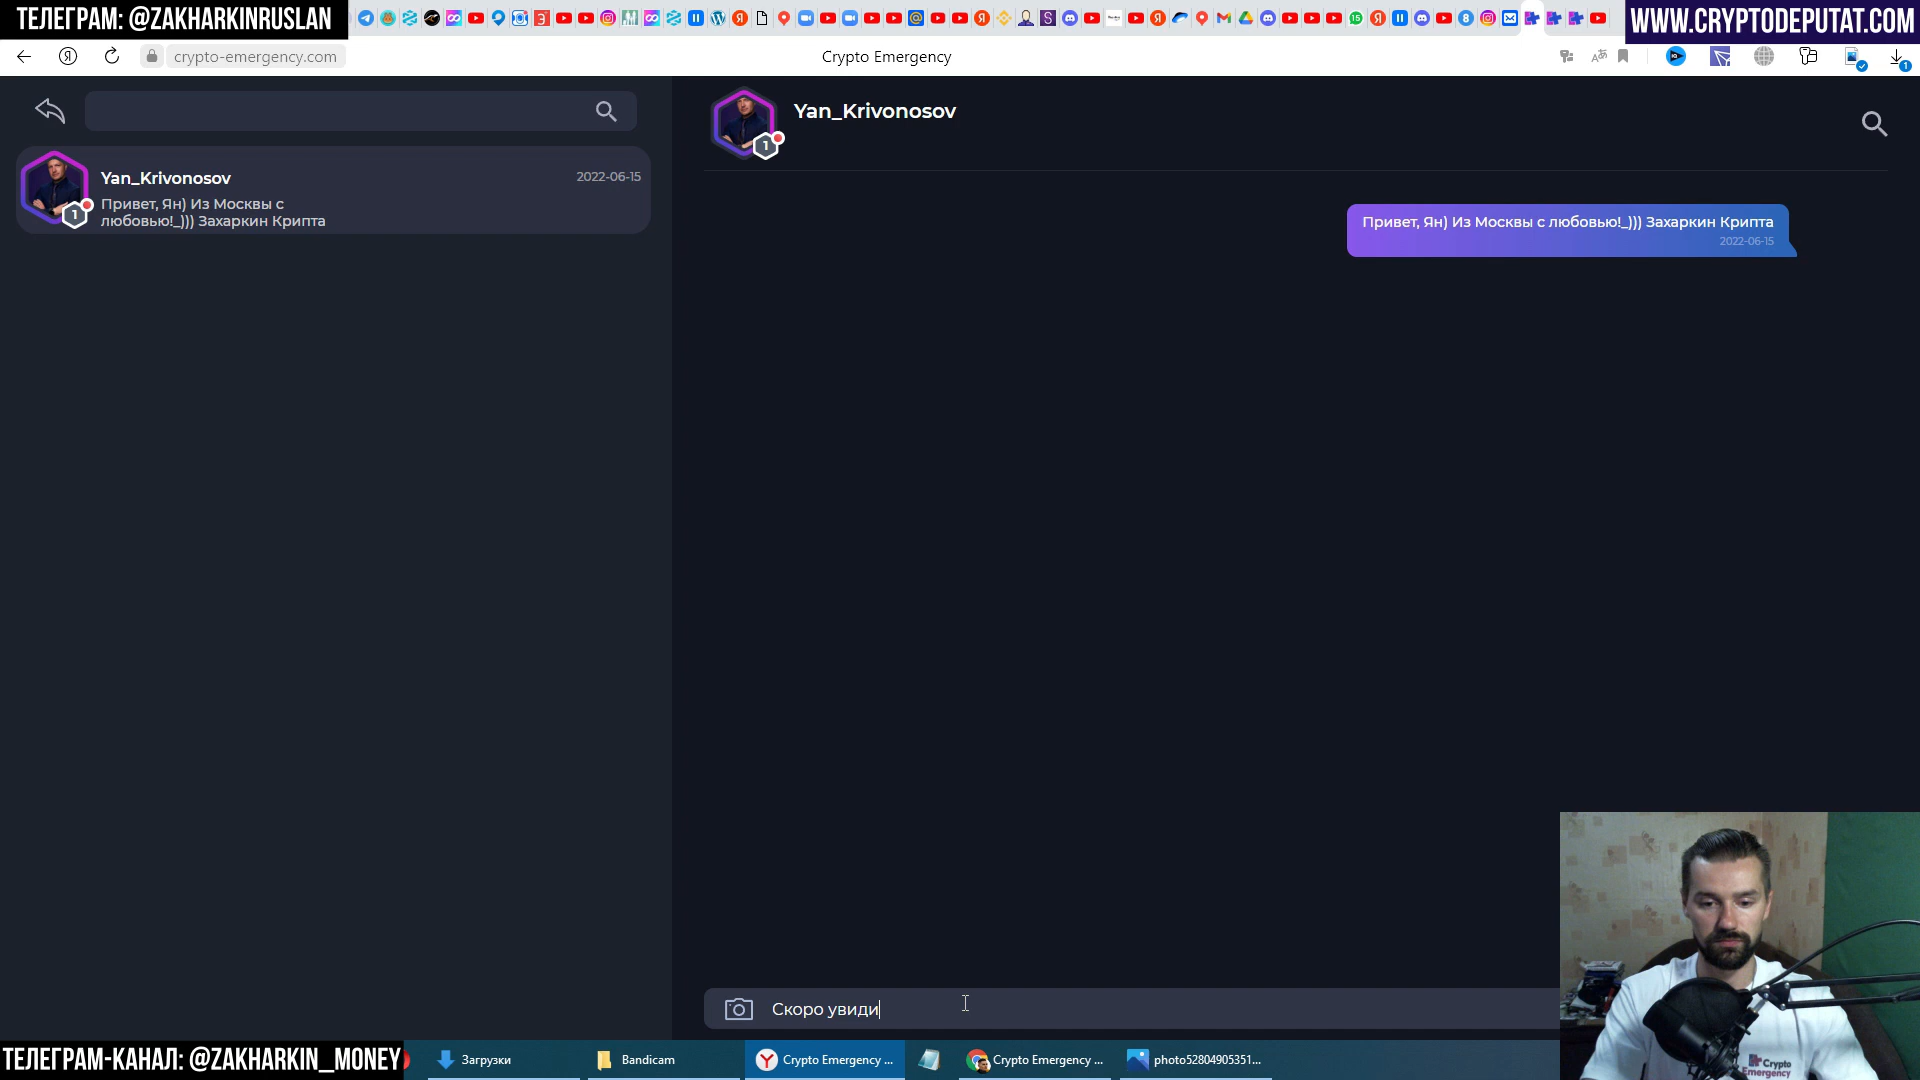 ТЕЛЕГРАМ: @ZAKHARKINRUSLAN
WWW.CRYPTODEPUTAT.COM
crypto-emergency.com
Crypto Emergency
Yan_Krivonosov
2022-06-15
Привет, Ян) Из Москвы с
любовью!_))) Захаркин Крипта
1
Yan_Krivonosov
1
Привет, Ян) Из Москвы с любовью!_))) Захаркин Крипта
2022-06-15
Скоро увиди
Crypto
Emergency
ТЕЛЕГРАМ-КАНАЛ: @ZAKHARKIN_MONEY
Загрузки
Bandicam
Crypto Emergency ...
Crypto Emergency ...
photo52804905351...